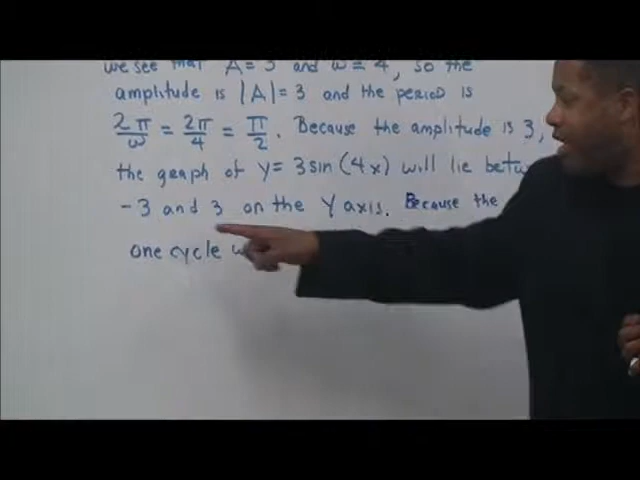 we see that A = 3 and ω = 4, so the
amplitude is |A| = 3 and the period is
2π/ω = 2π/4 = π/2. Because the amplitude is 3,
the graph of y = 3 sin (4x) will lie
-3 and 3 on the Y axis. Because the
one cycle